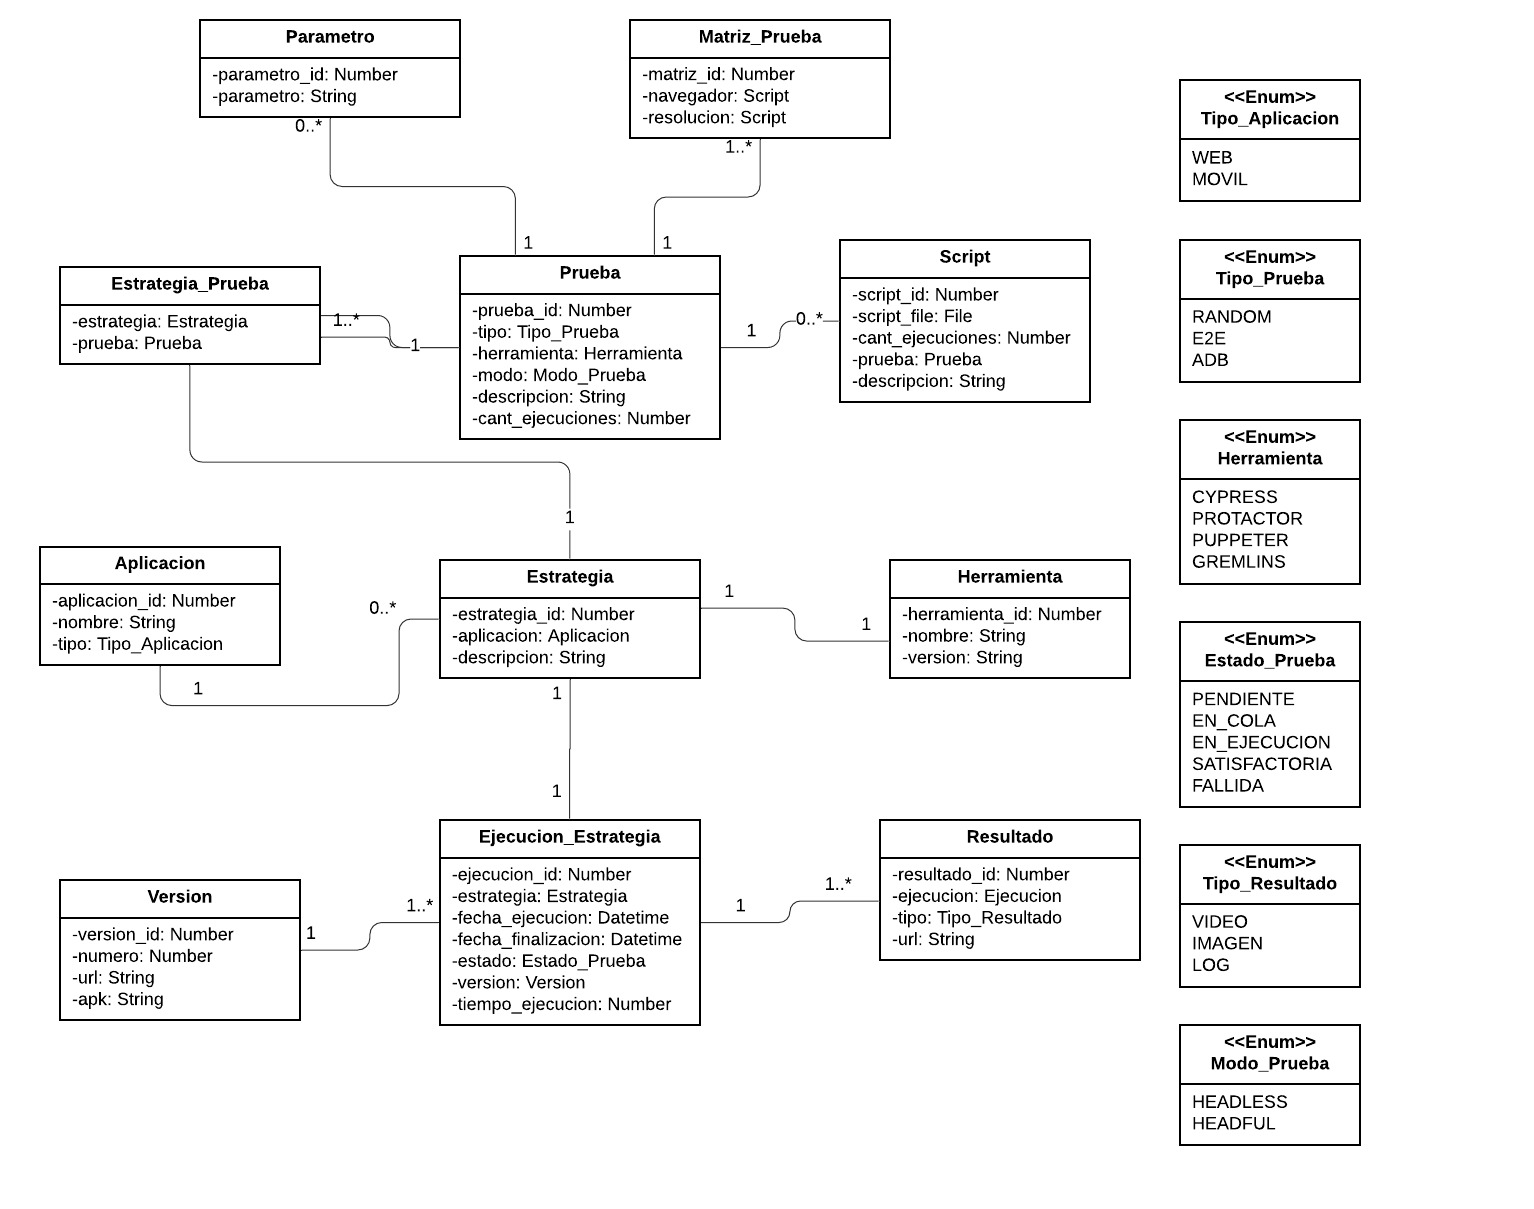 Parametro
-parametro_id: Number
-parametro: String
0..*
Matriz_Prueba
-matriz_id: Number
-navegador: Script
-resolucion: Script
1..*
1
1
Estrategia_Prueba
-estrategia: Estrategia
-prueba: Prueba
1..*
1
Prueba
-prueba_id: Number
-tipo: Tipo_Prueba
-herramienta: Herramienta
-modo: Modo_Prueba
-descripcion: String
-cant_ejecuciones: Number
1
0..*
Script
-script_id: Number
-script_file: File
-cant_ejecuciones: Number
-prueba: Prueba
-descripcion: String
1
Aplicacion
-aplicacion_id: Number
-nombre: String
-tipo: Tipo_Aplicacion
1
0..*
Estrategia
-estrategia_id: Number
-aplicacion: Aplicacion
-descripcion: String
1
1
Herramienta
-herramienta_id: Number
-nombre: String
-version: String
1
1
Version
-version_id: Number
-numero: Number
-url: String
-apk: String
1
1..*
Ejecucion_Estrategia
-ejecucion_id: Number
-estrategia: Estrategia
-fecha_ejecucion: Datetime
-fecha_finalizacion: Datetime
-estado: Estado_Prueba
-version: Version
-tiempo_ejecucion: Number
1
1..*
Resultado
-resultado_id: Number
-ejecucion: Ejecucion
-tipo: Tipo_Resultado
-url: String
<<Enum>>
Tipo_Aplicacion
WEB
MOVIL
<<Enum>>
Tipo_Prueba
RANDOM
E2E
ADB
<<Enum>>
Herramienta
CYPRESS
PROTACTOR
PUPPETER
GREMLINS
<<Enum>>
Estado_Prueba
PENDIENTE
EN_COLA
EN_EJECUCION
SATISFACTORIA
FALLIDA
<<Enum>>
Tipo_Resultado
VIDEO
IMAGEN
LOG
<<Enum>>
Modo_Prueba
HEADLESS
HEADFUL